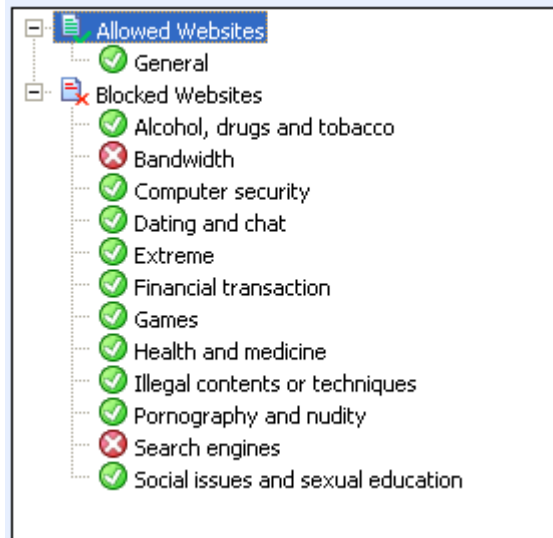 Allowed Websites
General
Blocked Websites
Alcohol, drugs and tobacco
Bandwidth
Computer security
Dating and chat
Extreme
Financial transaction
Games
Health and medicine
Illegal contents or techniques
Pornography and nudity
Search engines
Social issues and sexual education